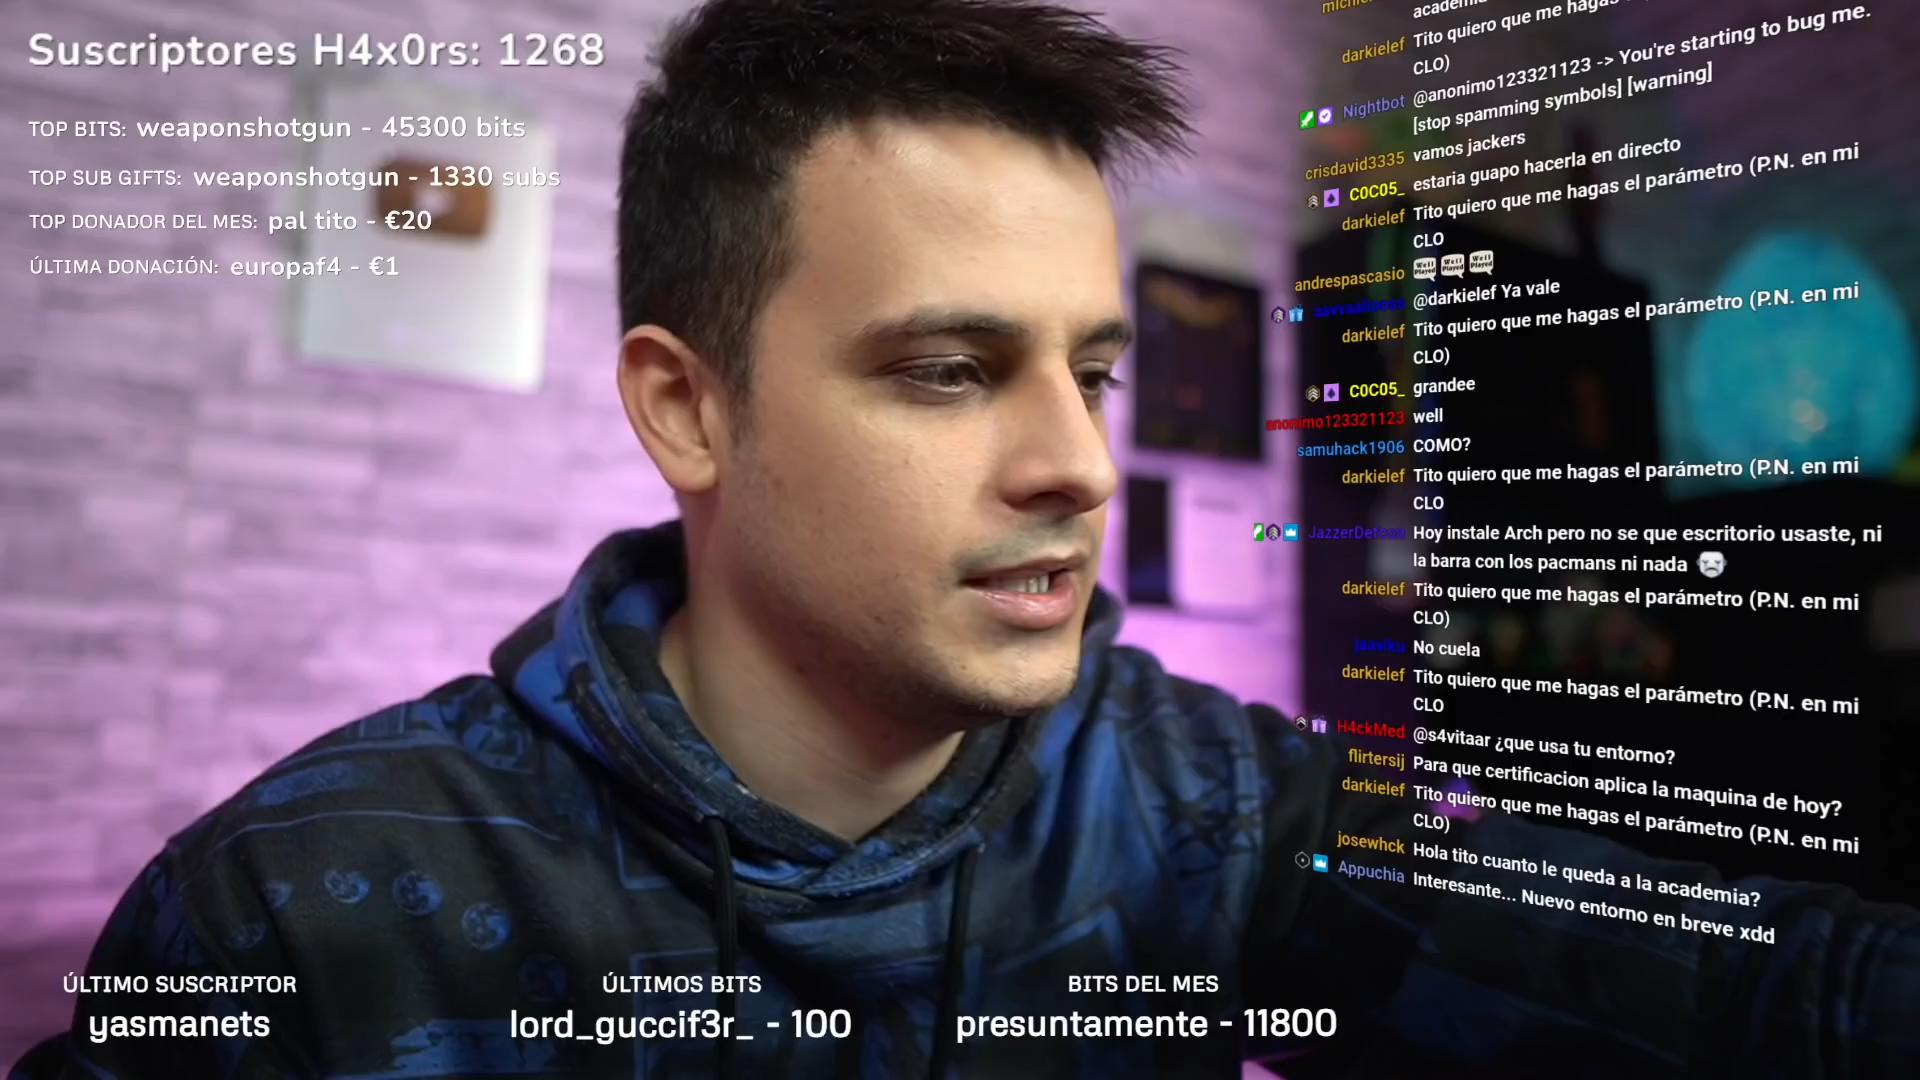 Suscriptores H4x0rs: 1268
TOP BITS: weaponshotgun - 45300 bits
TOP SUB GIFTS: weaponshotgun - 1330 subs
TOP DONADOR DEL MES: pal tito - €20
ÚLTIMA DONACIÓN: europaf4 - €1
darkielef Tito quiero que me hagas
CLO)
Nightbot @anonimo123321123 -> You're starting to bug me.
[stop spamming symbols] [warning]
crisdavid3335 vamos jackers
C0C05_ estaria guapo hacerla en directo
darkielef Tito quiero que me hagas el parámetro (P.N. en mi
CLO
andrespascasio Well Played Well Played Well Played
@darkielef Ya vale
darkielef Tito quiero que me hagas el parámetro (P.N. en mi
CLO)
C0C05_ grandee
anonimo123321123 well
samuhack1906 COMO?
darkielef Tito quiero que me hagas el parámetro (P.N. en mi
CLO
Hoy instale Arch pero no se que escritorio usaste, ni
la barra con los pacmans ni nada
darkielef Tito quiero que me hagas el parámetro (P.N. en mi
CLO)
jaaviku No cuela
darkielef Tito quiero que me hagas el parámetro (P.N. en mi
CLO
H4ckMed @s4vitaar ¿que usa tu entorno?
flirtersij Para que certificacion aplica la maquina de hoy?
darkielef Tito quiero que me hagas el parámetro (P.N. en mi
CLO)
josewhck Hola tito cuanto le queda a la academia?
Appuchia Interesante... Nuevo entorno en breve xdd
ÚLTIMO SUSCRIPTOR
yasmanets
ÚLTIMOS BITS
lord_guccif3r_ - 100
BITS DEL MES
presuntamente - 11800